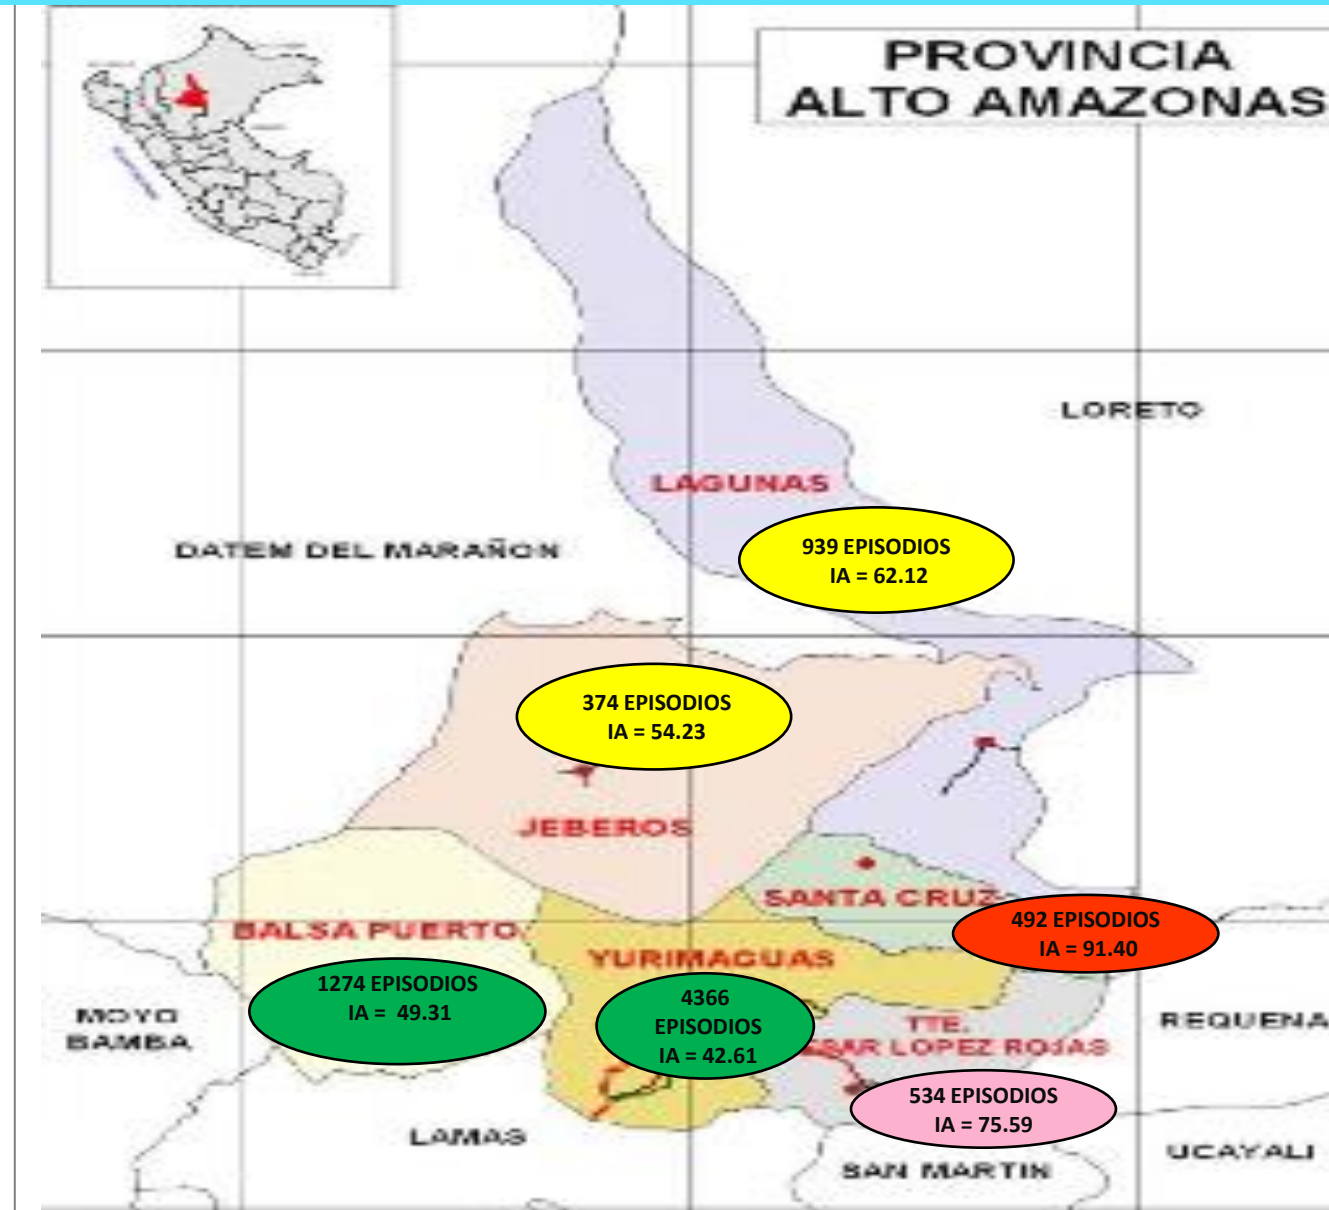 PROVINCIA
ALTO AMAZONAS
LORETO
LAGUNAS
939 EPISODIOS
IA = 62.12
DATEM DEL MARAÑON
374 EPISODIOS
IA = 54.23
JEBEROS
SANTA CRUZ
492 EPISODIOS
IA = 91.40
BALSA PUERTO
YURIMAGUAS
1274 EPISODIOS
IA = 49.31
4366
EPISODIOS
IA = 42.61
MOYO
BAMBA
TTE.
ESAR LOPEZ ROJAS
REQUENA
534 EPISODIOS
IA = 75.59
LAMAS
SAN MARTIN
UCAYALI